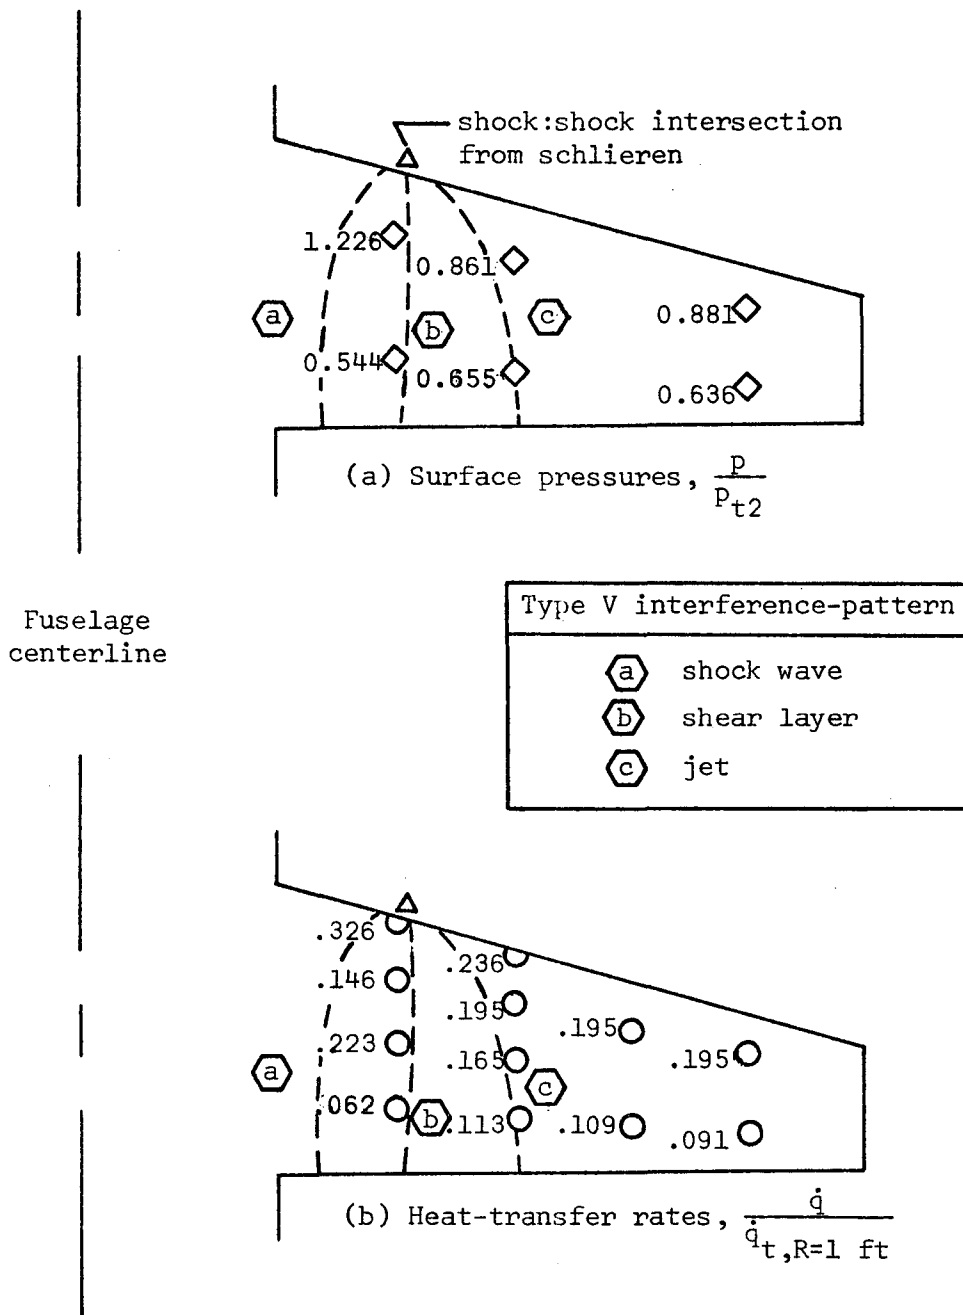 shock:shock intersection
from schlieren
1.226
0.861
a
b
c
0.881
0.544
0.655
0.636
(a) Surface pressures, p/p_t2
Fuselage
centerline
Type V interference-pattern
a shock wave
b shear layer
c jet
.326
.236
.146
.195
.195
.223
.165
.195
a
c
.062
b
.113
.109
.091
(b) Heat-transfer rates, q̇/q̇_t,R=1 ft